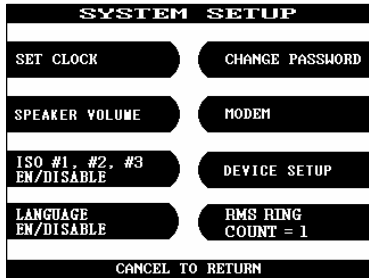 SYSTEM SETUP
SET CLOCK
CHANGE PASSWORD
SPEAKER VOLUME
MODEM
ISO #1, #2, #3
EN/DISABLE
DEVICE SETUP
LANGUAGE
EN/DISABLE
RMS RING
COUNT = 1
CANCEL TO RETURN